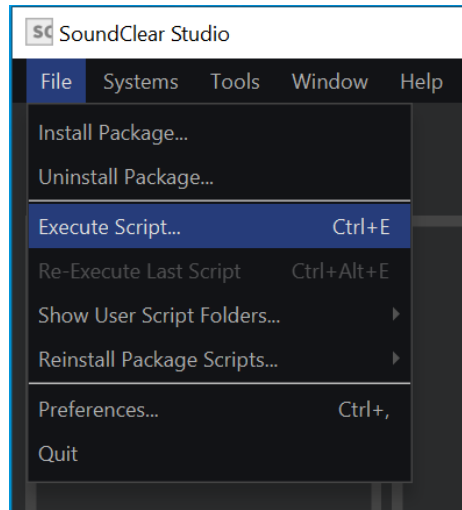 SC SoundClear Studio
File Systems Tools Window Help
Install Package...
Uninstall Package...
Execute Script... Ctrl+E
Re-Execute Last Script Ctrl+Alt+E
Show User Script Folders...
Reinstall Package Scripts...
Preferences... Ctrl+,
Quit